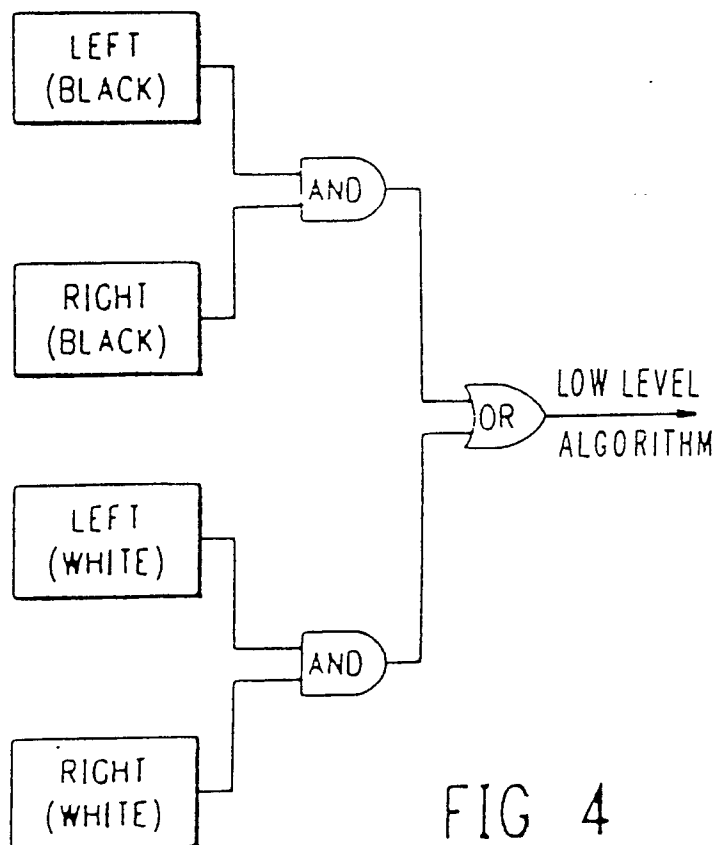 LEFT
(BLACK)
AND
RIGHT
(BLACK)
LOW LEVEL
OR
ALGORITHM
LEFT
(WHITE)
AND
RIGHT
(WHITE)
FIG 4